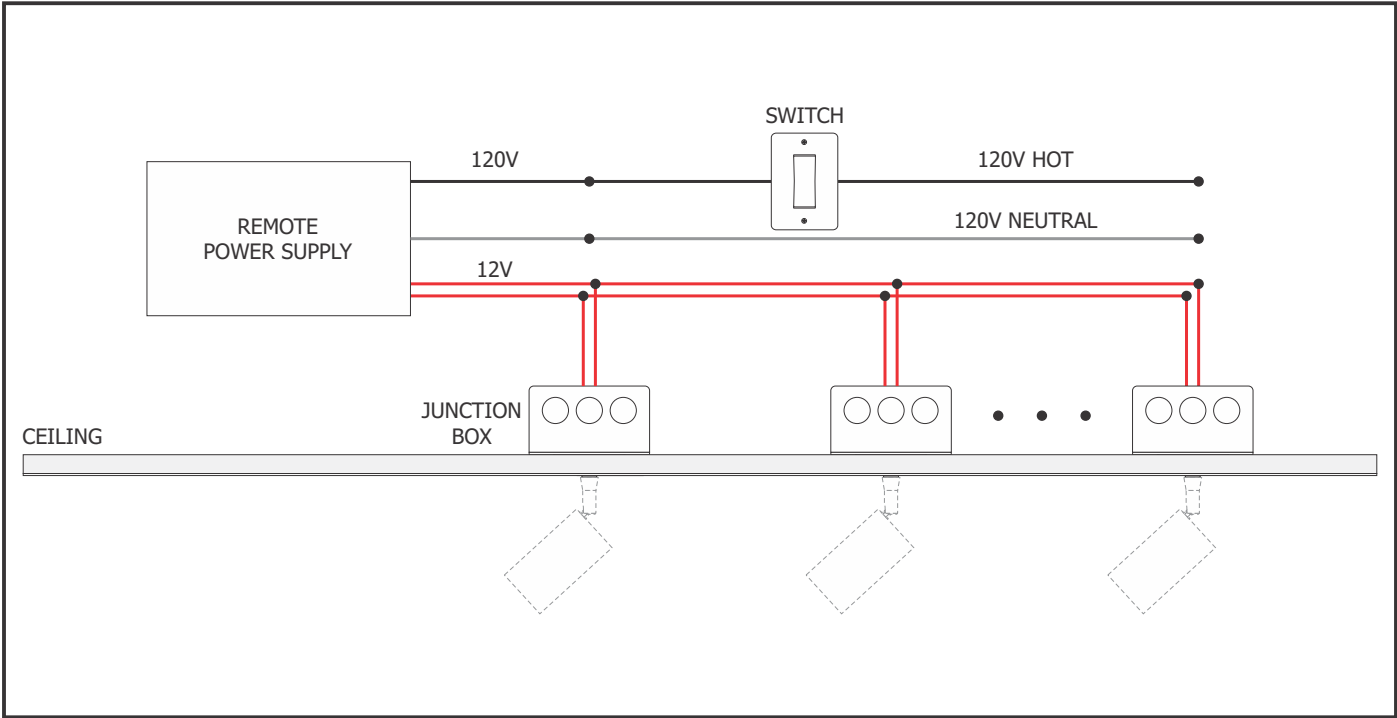 SWITCH
120V
120V HOT
REMOTE
POWER SUPPLY
120V NEUTRAL
12V
JUNCTION
BOX
CEILING